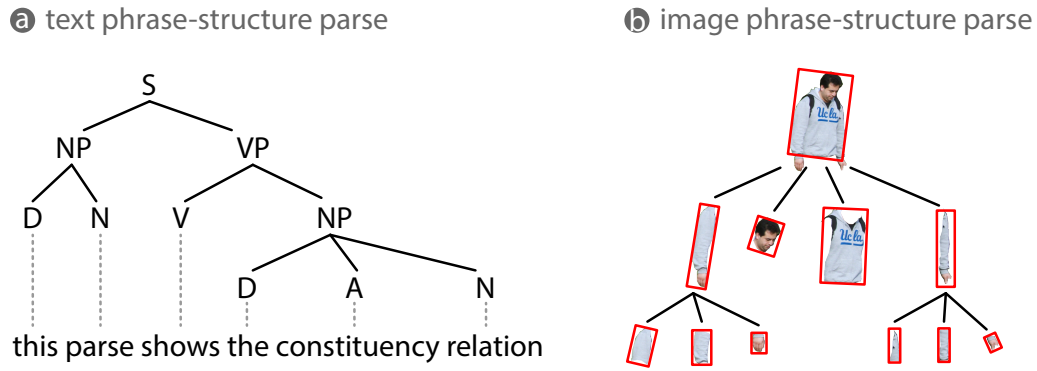 a text phrase-structure parse
b image phrase-structure parse
S
NP VP
D N V NP
D A N
this parse shows the constituency relation
Ucla
Ucla